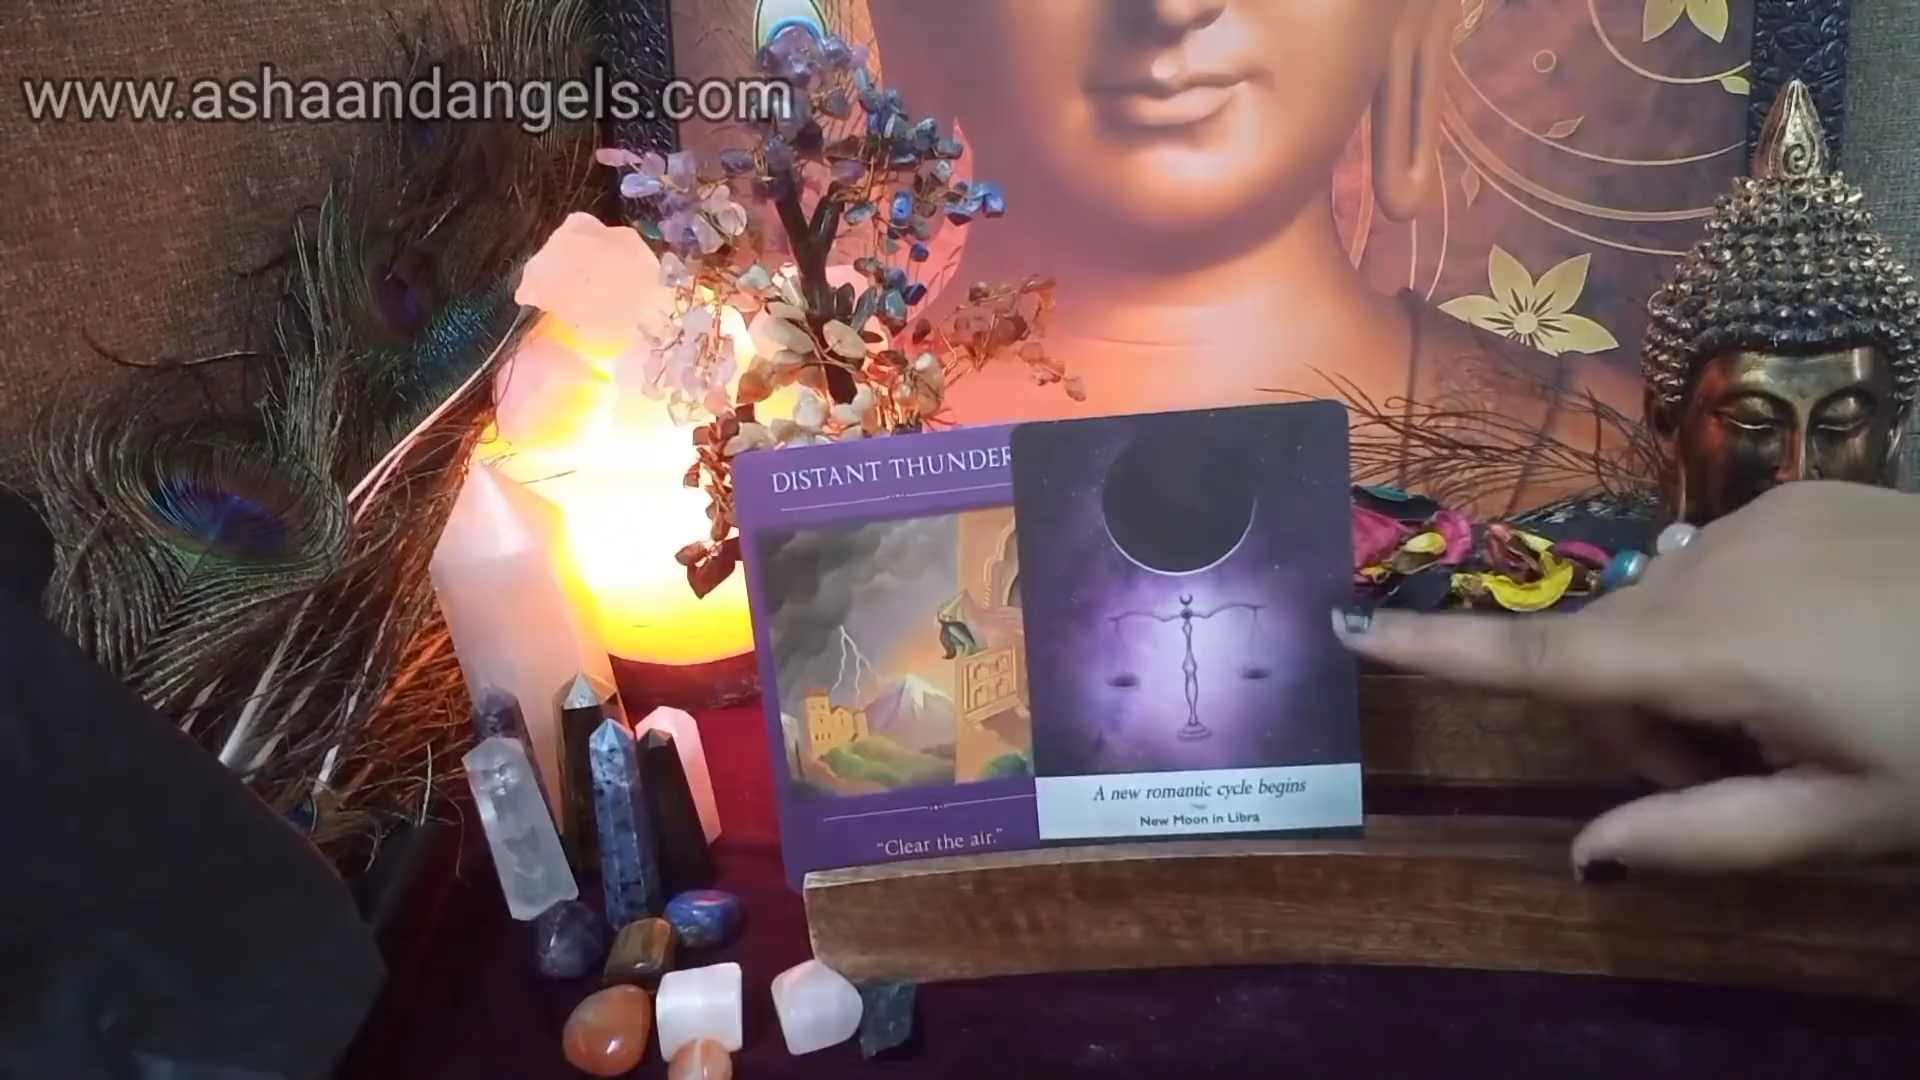 www.ashaandangels.com
DISTANT THUNDER
"Clear the air."
A new romantic cycle begins
New Moon in Libra